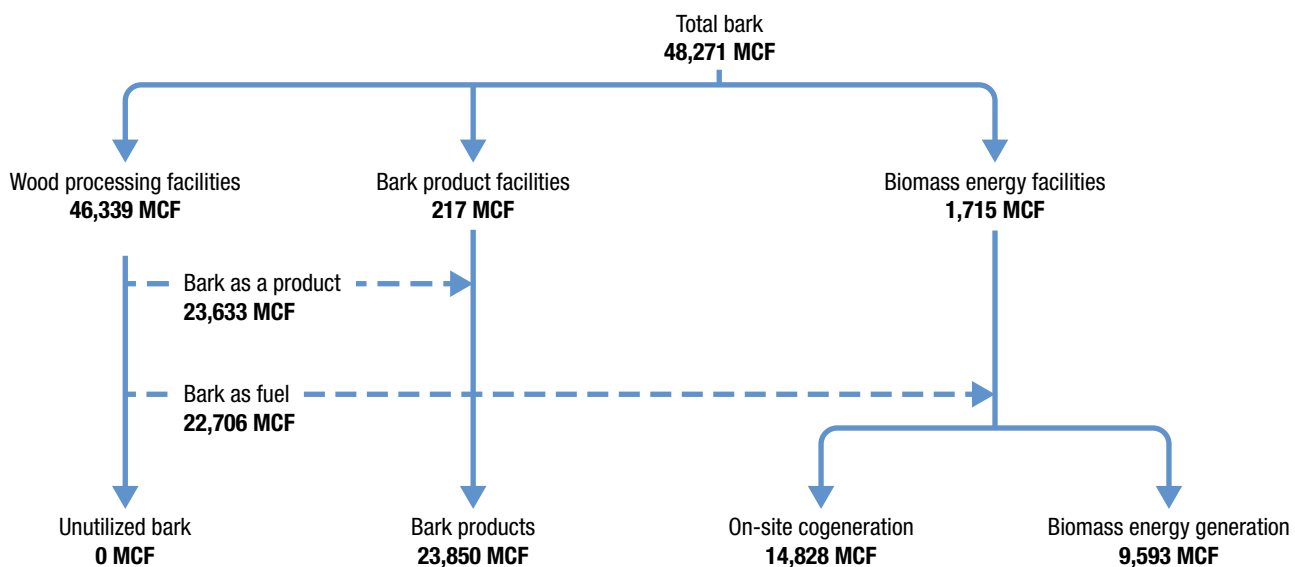 Total bark
48,271 MCF
Wood processing facilities
46,339 MCF
Bark product facilities
217 MCF
Biomass energy facilities
1,715 MCF
Bark as a product
23,633 MCF
Bark as fuel
22,706 MCF
Unutilized bark
0 MCF
Bark products
23,850 MCF
On-site cogeneration
14,828 MCF
Biomass energy generation
9,593 MCF